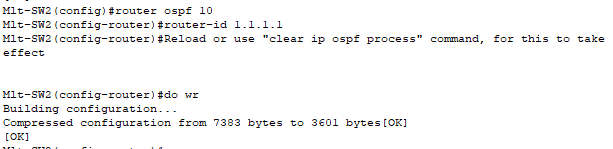 Mlt-SW2(config)#router ospf 10
Mlt-SW2(config-router)#router-id 1.1.1.1
Mlt-SW2(config-router)#Reload or use "clear ip ospf process" command, for this to take
effect
Mlt-SW2(config-router)#do wr
Building configuration...
Compressed configuration from 7383 bytes to 3601 bytes[OK]
[OK]